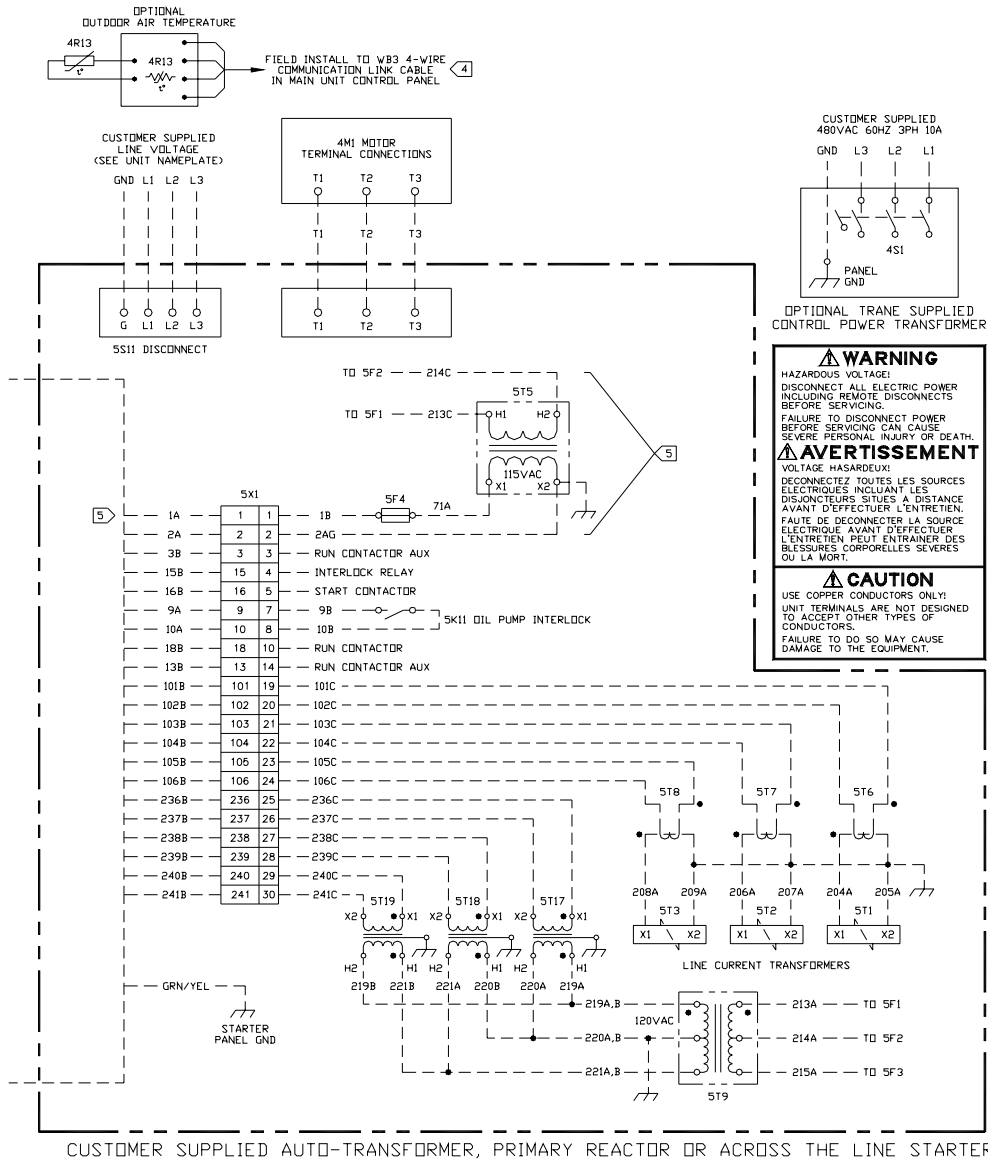 OPTIONAL
OUTDOOR AIR TEMPERATURE
4R13
4R13
t°
t°
FIELD INSTALL TO WB3 4-WIRE
COMMUNICATION LINK CABLE
IN MAIN UNIT CONTROL PANEL
4
CUSTOMER SUPPLIED
LINE VOLTAGE
(SEE UNIT NAMEPLATE)
GND L1 L2 L3
4M1 MOTOR
TERMINAL CONNECTIONS
T1 T2 T3
T1 T2 T3
CUSTOMER SUPPLIED
480VAC 60HZ 3PH 10A
GND L3 L2 L1
4S1
PANEL
GND
OPTIONAL TRANE SUPPLIED
CONTROL POWER TRANSFORMER
G L1 L2 L3
5S11 DISCONNECT
T1 T2 T3
WARNING
HAZARDOUS VOLTAGE!
DISCONNECT ALL ELECTRIC POWER
INCLUDING REMOTE DISCONNECTS
BEFORE SERVICING.
FAILURE TO DISCONNECT POWER
BEFORE SERVICING CAN CAUSE
SEVERE PERSONAL INJURY OR DEATH.
AVERTISSEMENT
VOLTAGE HASARDEUX!
DECONNECTEZ TOUTES LES SOURCES
ELECTRIQUES INCLUANT LES
DISJONCTEURS SITUES A DISTANCE
AVANT D'EFFECTUER L'ENTRETIEN.
FAUTE DE DECONNECTER LA SOURCE
ELECTRIQUE AVANT D'EFFECTUER
L'ENTRETIEN PEUT ENTRAINER DES
BLESSURES CORPORELLES SEVERES
OU LA MORT.
CAUTION
USE COPPER CONDUCTORS ONLY!
UNIT TERMINALS ARE NOT DESIGNED
TO ACCEPT OTHER TYPES OF
CONDUCTORS.
FAILURE TO DO SO MAY CAUSE
DAMAGE TO THE EQUIPMENT.
TO 5F2 214C
5T5
TO 5F1 213C H1 H2
115VAC
X1 X2
5
5X1
5F4
71A
5
1A 1 1 1B
2A 2 2 2AG
3B 3 3 RUN CONTACTOR AUX
15B 15 4 INTERLOCK RELAY
16B 16 5 START CONTACTOR
9A 9 7 9B
5K11 OIL PUMP INTERLOCK
10A 10 8 10B
18B 18 10 RUN CONTACTOR
13B 13 14 RUN CONTACTOR AUX
101B 101 19 101C
102B 102 20 102C
103B 103 21 103C
104B 104 22 104C
105B 105 23 105C
106B 106 24 106C
236B 236 25 236C
237B 237 26 237C
238B 238 27 238C
239B 239 28 239C
240B 240 29 240C
241B 241 30 241C
5T8 5T7 5T6
208A 209A 206A 207A 204A 205A
5T3 5T2 5T1
X1 X2 X1 X2 X1 X2
LINE CURRENT TRANSFORMERS
5T19 5T18 5T17
X2 X1 X2 X1 X2 X1
H2 H1 H2 H1 H2 H1
219B 221B 221A 220B 220A 219A
GRN/YEL
STARTER
PANEL GND
219A,B
120VAC
220A,B
221A,B
213A TO 5F1
214A TO 5F2
215A TO 5F3
5T9
CUSTOMER SUPPLIED AUTO-TRANSFORMER, PRIMARY REACTOR OR ACROSS THE LINE STARTER